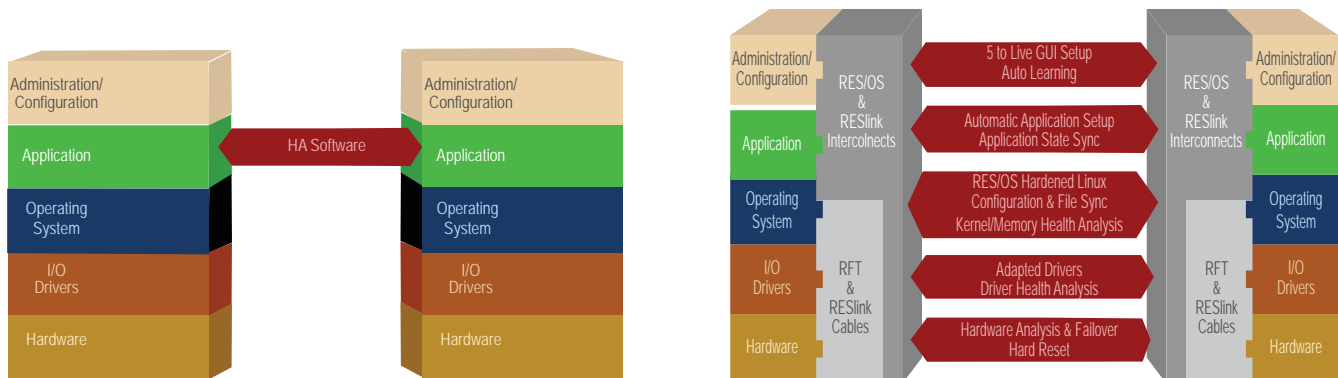 Administration/
Configuration
Application
Operating
System
I/O
Drivers
Hardware
HA Software
Administration/
Configuration
Application
Operating
System
I/O
Drivers
Hardware
Administration/
Configuration
Application
Operating
System
I/O
Drivers
Hardware
RES/OS
&
RESlink
Intercolnects
RFT
&
RESlink
Cables
5 to Live GUI Setup
Auto Learning
Automatic Application Setup
Application State Sync
RES/OS Hardened Linux
Configuration & File Sync
Kernel/Memory Health Analysis
Adapted Drivers
Driver Health Analysis
Hardware Analysis & Failover
Hard Reset
RES/OS
&
RESlink
Interconnects
RFT
&
RESlink
Cables
Administration/
Configuration
Application
Operating
System
I/O
Drivers
Hardware